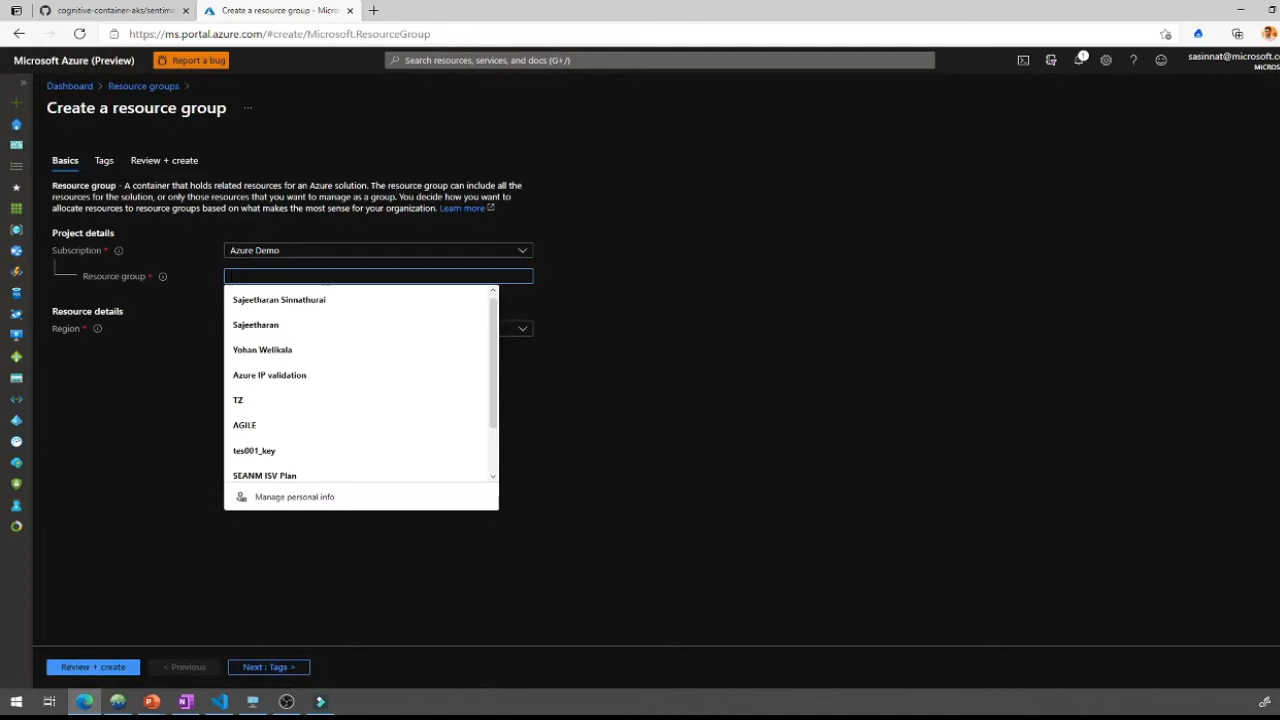 cognitive-container-aks/sentime
Create a resource group - Micro
https://ms.portal.azure.com/#create/Microsoft.ResourceGroup
Microsoft Azure (Preview)
Report a bug
Search resources, services, and docs (G+/)
1
sasinnat@microsoft.co
MICROS
Dashboard > Resource groups >
Create a resource group ...
Basics
Tags
Review + create
Resource group - A container that holds related resources for an Azure solution. The resource group can include all the
resources for the solution, or only those resources that you want to manage as a group. You decide how you want to
allocate resources to resource groups based on what makes the most sense for your organization. Learn more
Project details
Subscription *
Azure Demo
Resource group *
Sajeetharan Sinnathurai
Sajeetharan
Yohan Wellkala
Azure IP validation
TZ
AGILE
tes001_key
SEANM ISV Plan
Manage personal info
Resource details
Region *
Review + create
< Previous
Next : Tags >